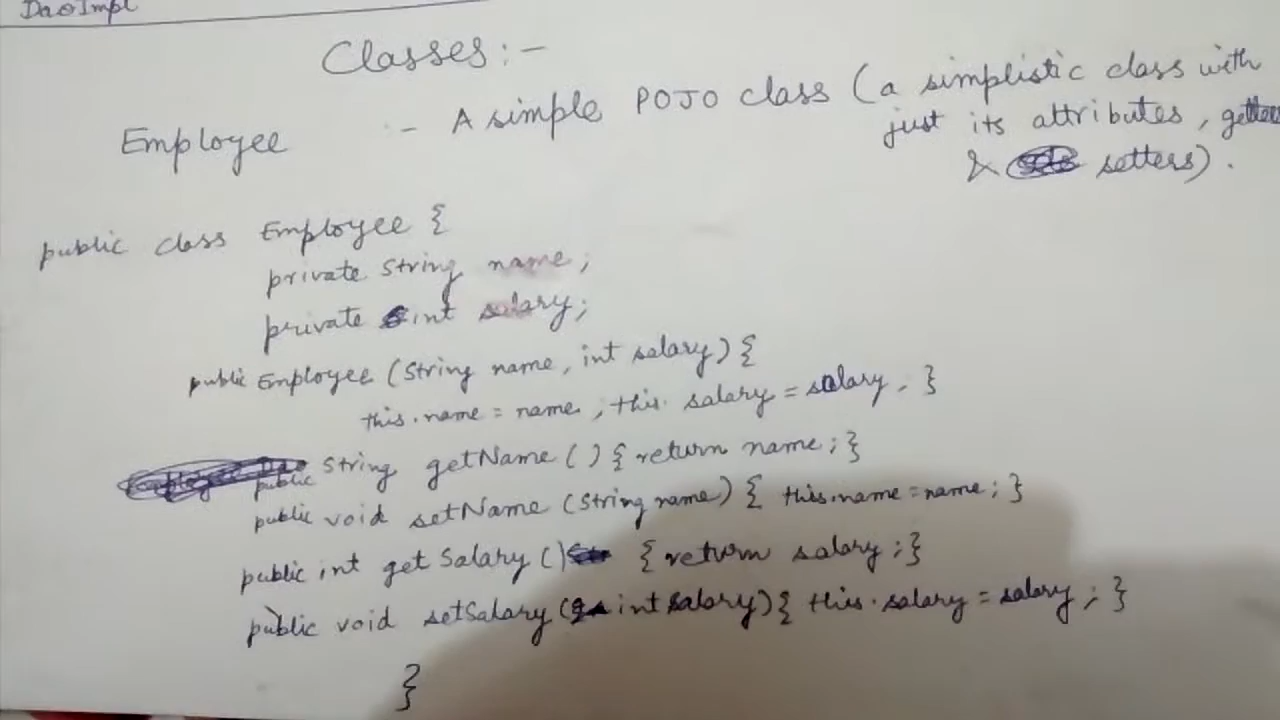 DaoImpl
Classes:-
Employee - A simple POJO class (a simplistic class with
just its attributes, getters
& setters).
public class Employee {
private String name;
private int salary;
public Employee (String name, int salary) {
this.name = name, this. salary = salary. }
public String getName () { return name; }
public void setName (String name) { this.name = name; }
public int get Salary () { return salary; }
public void setSalary (int salary) { this.salary = salary; }
}